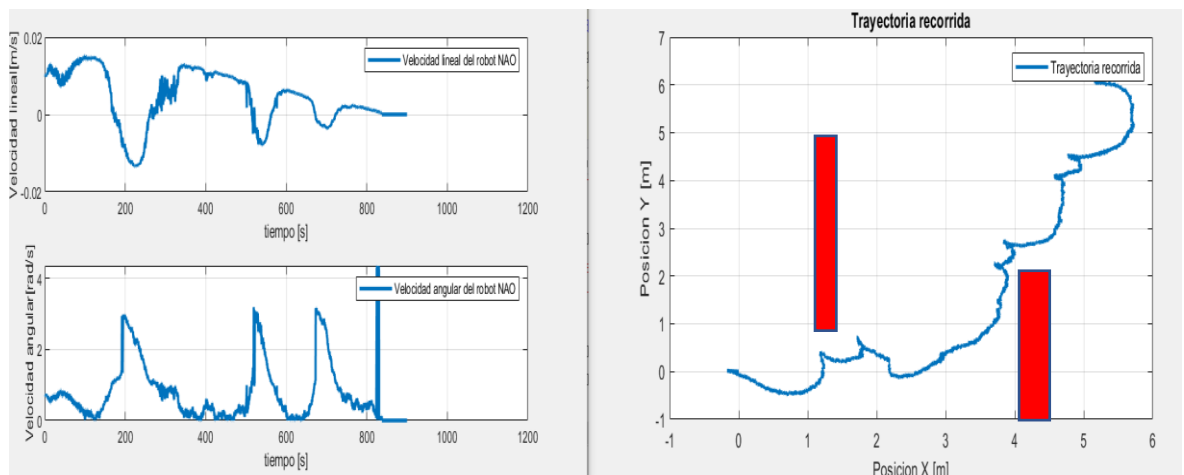 0.02
0
-0.02
Velocidad lineal[m/s]
Velocidad lineal del robot NAO
0 200 400 600 800 1000 1200
tiempo [s]
4
2
0
Velocidad angular[rad/s]
Velocidad angular del robot NAO
0 200 400 600 800 1000 1200
tiempo [s]
Trayectoria recorrida
7
6
5
4
3
2
1
0
-1
Posicion Y [m]
Trayectoria recorrida
-1 0 1 2 3 4 5 6
Posicion X [m]